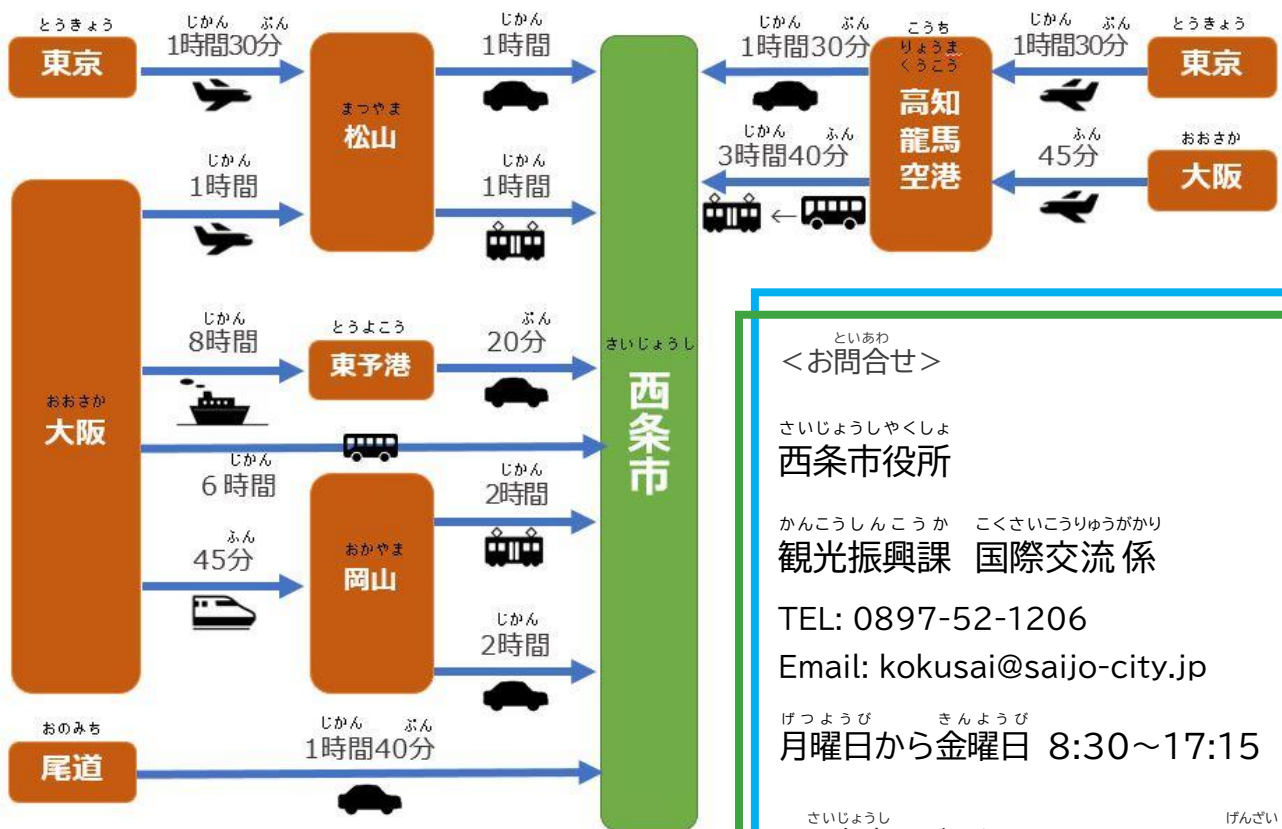 とうきょう
東京
じかん ぷん
1時間30分
まつやま
松山
じかん
1時間
じかん
1時間
じかん
1時間
おおさか
大阪
じかん
8時間
とうよこう
東予港
ぷん
20分
じかん
6時間
ふん
45分
おかやま
岡山
じかん
2時間
じかん
2時間
おのみち
尾道
じかん ぷん
1時間40分
さいじょうし
西条市
じかん ぷん
1時間30分
じかん ふん
3時間40分
←
こうち
りょうま
くうこう
高知
龍馬
空港
じかん ぷん
1時間30分
とうきょう
東京
ふん
45分
おおさか
大阪
といあわ
<お問合せ>
さいじょうしやくしょ
西条市役所
かんこうしんこうか こくさいこうりゅうがかり
観光振興課 国際交流係
TEL: 0897-52-1206
Email: kokusai@saijo-city.jp
げつようび きんようび
月曜日から金曜日 8:30～17:15
さいじょうし げんざい